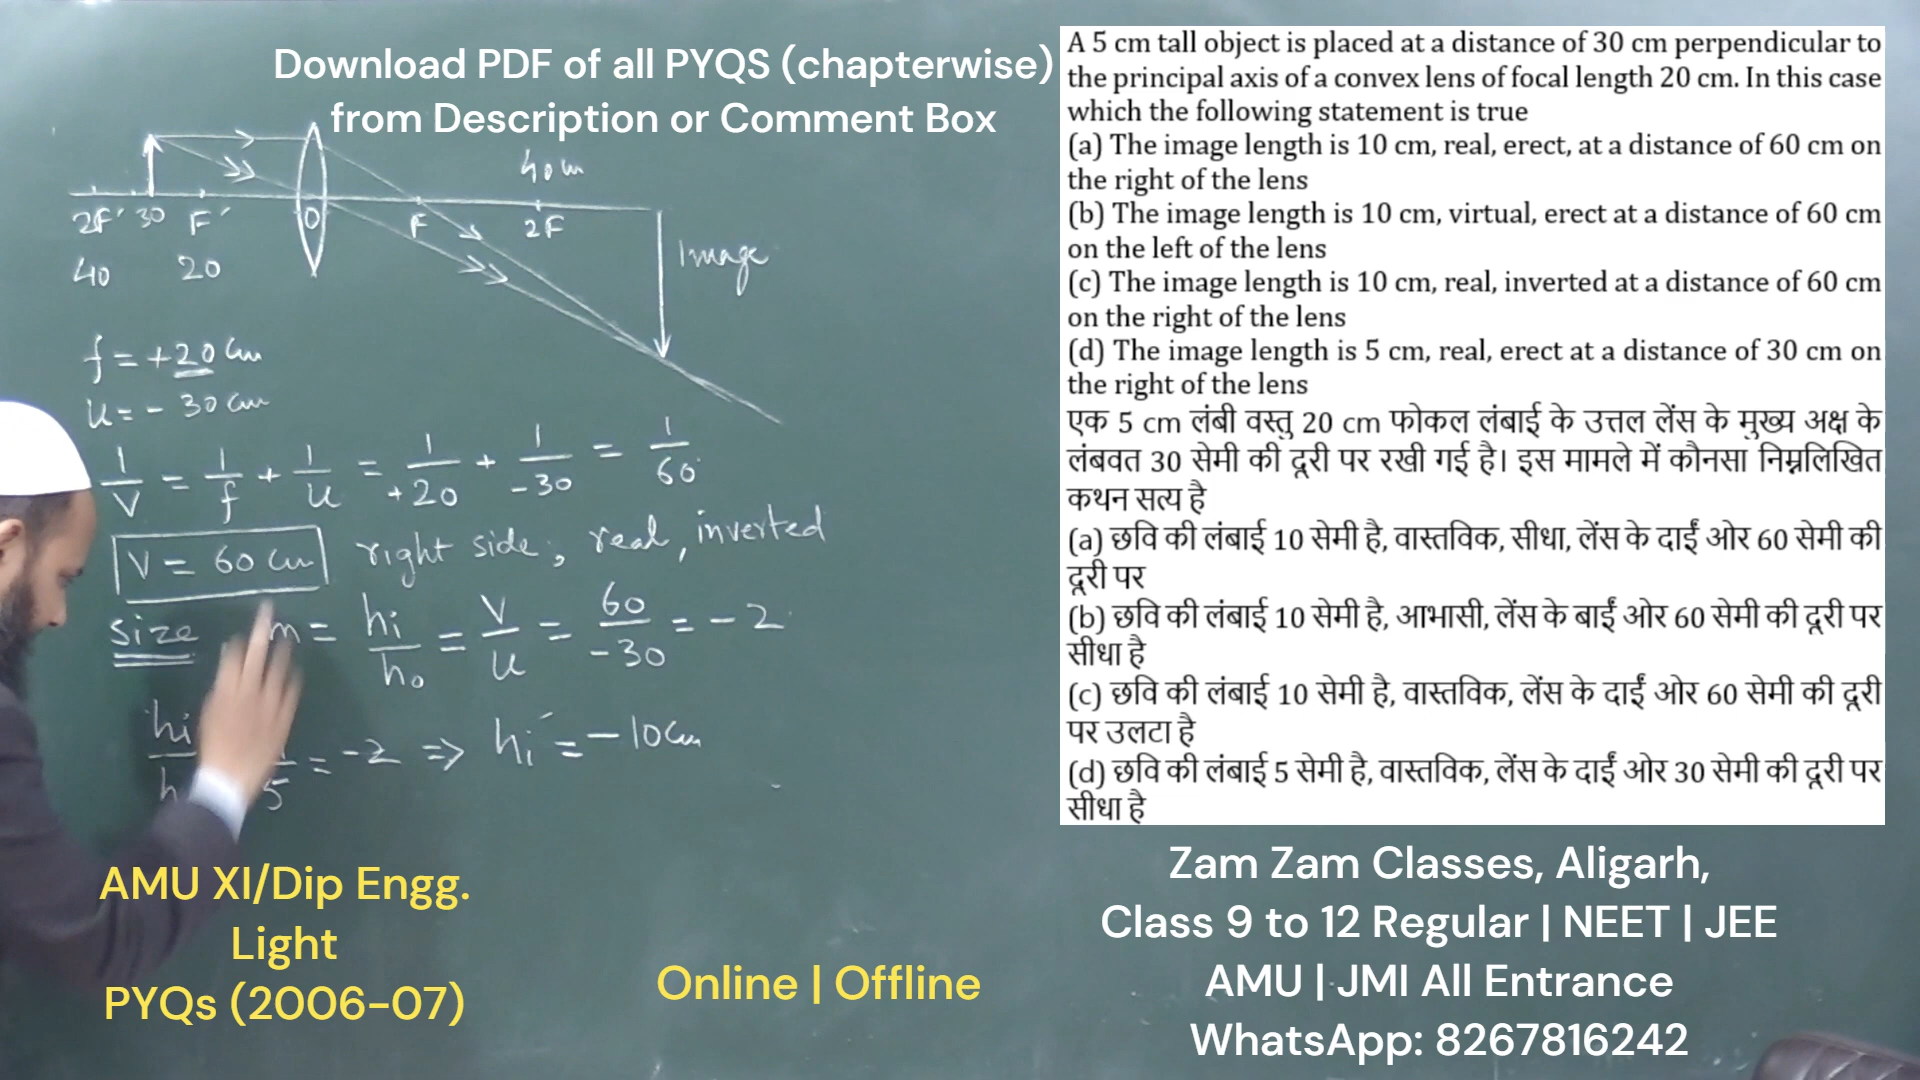 Download PDF of all PYQS (chapterwise)
from Description or Comment Box
40 cm
2F' 30 F' O F 2F
40 20
Image
f = +20 cm
u = - 30 cm
1/v = 1/f + 1/u = 1/+20 + 1/-30 = 1/60
V = 60 cm right side, real, inverted
size m = hi/ho = v/u = 60/-30 = -2
hi
5 = -2 ⇒ hi = -10cm
A 5 cm tall object is placed at a distance of 30 cm perpendicular to
the principal axis of a convex lens of focal length 20 cm. In this case
which the following statement is true
(a) The image length is 10 cm, real, erect, at a distance of 60 cm on
the right of the lens
(b) The image length is 10 cm, virtual, erect at a distance of 60 cm
on the left of the lens
(c) The image length is 10 cm, real, inverted at a distance of 60 cm
on the right of the lens
(d) The image length is 5 cm, real, erect at a distance of 30 cm on
the right of the lens
एक 5 cm लंबी वस्तु 20 cm फोकल लंबाई के उत्तल लेंस के मुख्य अक्ष के
लंबवत 30 सेमी की दूरी पर रखी गई है। इस मामले में कौनसा निम्नलिखित
कथन सत्य है
(a) छवि की लंबाई 10 सेमी है, वास्तविक, सीधा, लेंस के दाईं ओर 60 सेमी की
दूरी पर
(b) छवि की लंबाई 10 सेमी है, आभासी, लेंस के बाईं ओर 60 सेमी की दूरी पर
सीधा है
(c) छवि की लंबाई 10 सेमी है, वास्तविक, लेंस के दाईं ओर 60 सेमी की दूरी
पर उलटा है
(d) छवि की लंबाई 5 सेमी है, वास्तविक, लेंस के दाईं ओर 30 सेमी की दूरी पर
सीधा है
AMU XI/Dip Engg.
Light
PYQs (2006-07)
Online | Offline
Zam Zam Classes, Aligarh,
Class 9 to 12 Regular | NEET | JEE
AMU | JMI All Entrance
WhatsApp: 8267816242